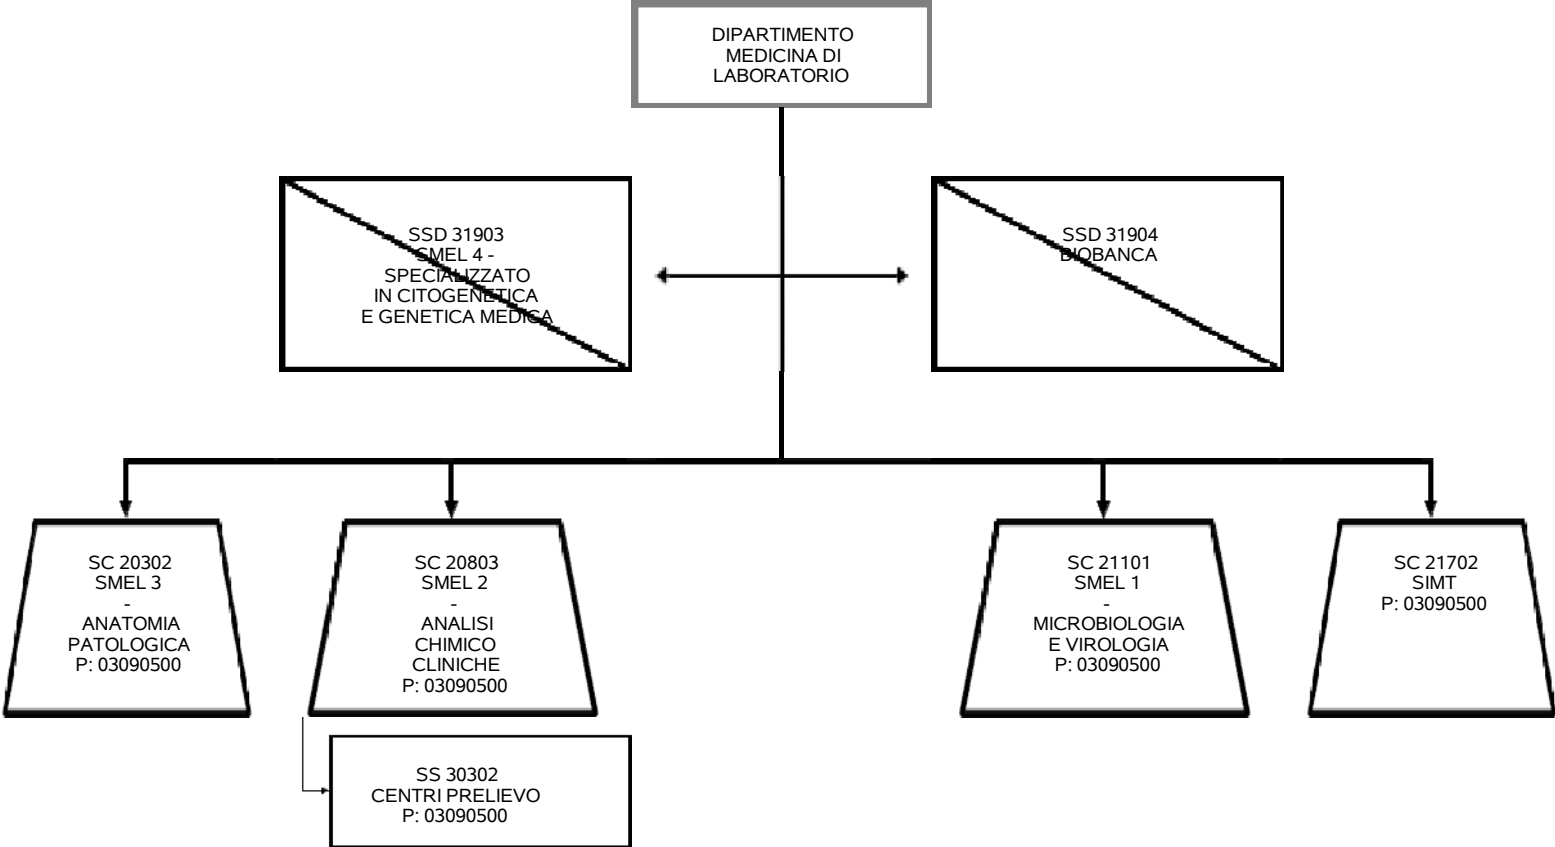 DIPARTIMENTO
MEDICINA DI
LABORATORIO
SSD 31903
SMEL 4 -
SPECIALIZZATO
IN CITOGENETICA
E GENETICA MEDICA
SSD 31904
BIOBANCA
SC 20302
SMEL 3
-
ANATOMIA
PATOLOGICA
P: 03090500
SC 20803
SMEL 2
-
ANALISI
CHIMICO
CLINICHE
P: 03090500
SC 21101
SMEL 1
-
MICROBIOLOGIA
E VIROLOGIA
P: 03090500
SC 21702
SIMT
P: 03090500
SS 30302
CENTRI PRELIEVO
P: 03090500